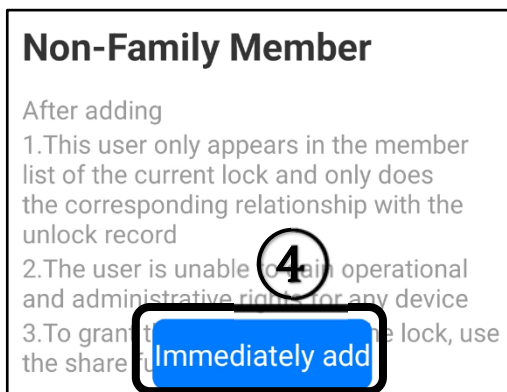 Non-Family Member
After adding
1.This user only appears in the member
list of the current lock and only does
the corresponding relationship with the
unlock record
4
2.The user is unable operational
and administrative rights for any device
3.To grant lock, use
the share
Immediately add